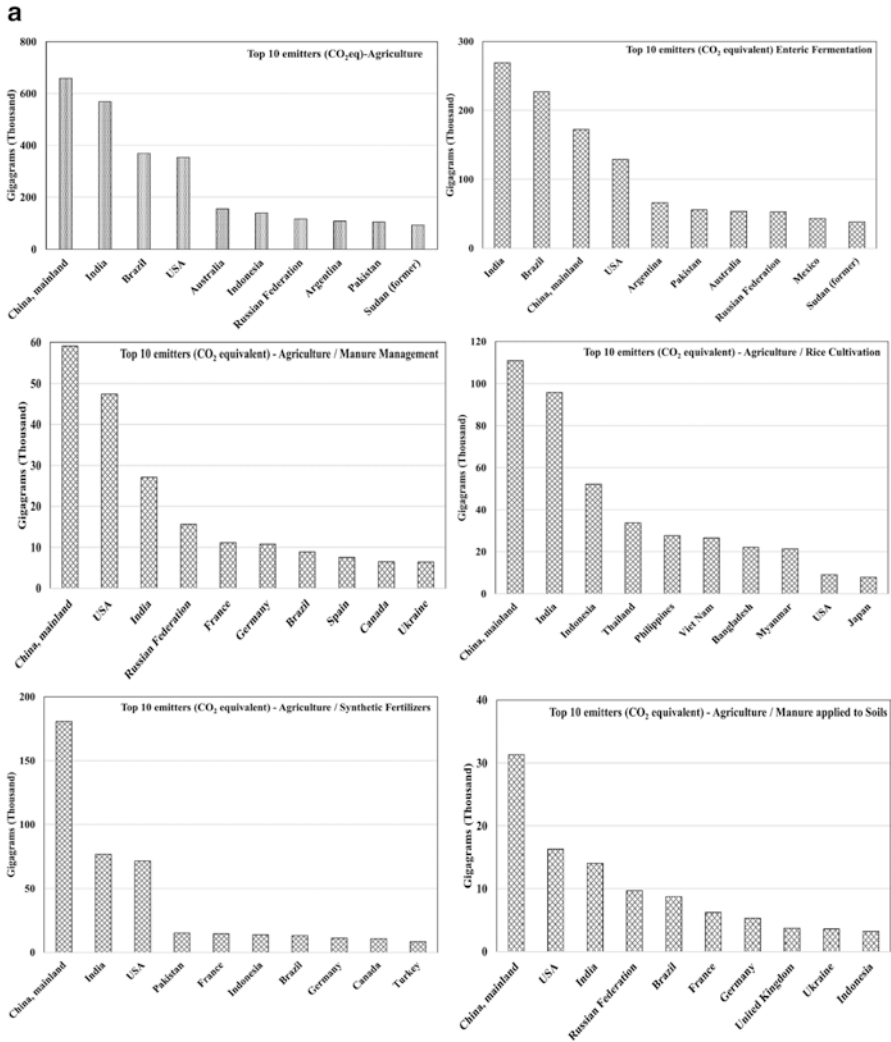 a
Top 10 emitters (CO₂eq)-Agriculture
Gigagrams (Thousand)
800
600
400
200
0
China, mainland
India
Brazil
USA
Australia
Indonesia
Russian Federation
Argentina
Pakistan
Sudan (former)
Top 10 emitters (CO₂ equivalent) Enteric Fermentation
Gigagrams (Thousand)
300
200
100
0
India
Brazil
China, mainland
USA
Argentina
Pakistan
Australia
Russian Federation
Mexico
Sudan (former)
Top 10 emitters (CO₂ equivalent) - Agriculture / Manure Management
Gigagrams (Thousand)
60
50
40
30
20
10
0
China, mainland
USA
India
Russian Federation
France
Germany
Brazil
Spain
Canada
Ukraine
Top 10 emitters (CO₂ equivalent) - Agriculture / Rice Cultivation
Gigagrams (Thousand)
120
100
80
60
40
20
0
China, mainland
India
Indonesia
Thailand
Philippines
Viet Nam
Bangladesh
Myanmar
USA
Japan
Top 10 emitters (CO₂ equivalent) - Agriculture / Synthetic Fertilizers
Gigagrams (Thousand)
200
150
100
50
0
China, mainland
India
USA
Pakistan
France
Indonesia
Brazil
Germany
Canada
Turkey
Top 10 emitters (CO₂ equivalent) - Agriculture / Manure applied to Soils
Gigagrams (Thousand)
40
30
20
10
0
China, mainland
USA
India
Russian Federation
Brazil
France
Germany
United Kingdom
Ukraine
Indonesia